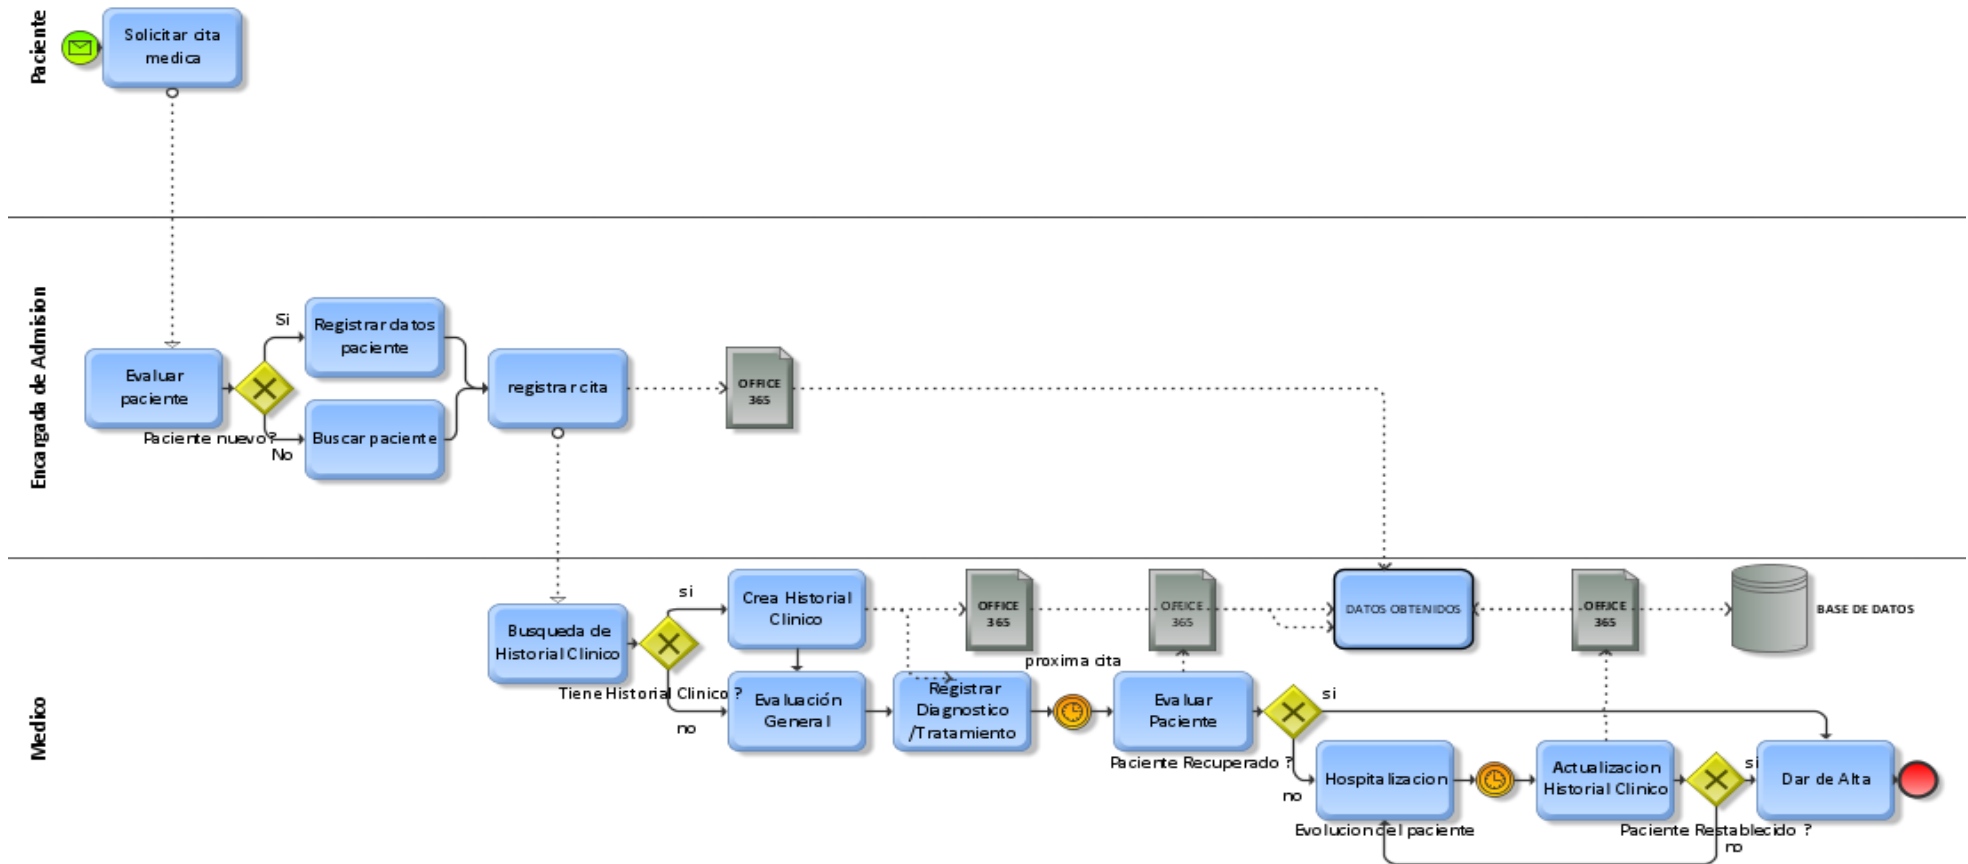 Paciente
Solicitar cita
medica
Encargada de Admision
Evaluar
paciente
Paciente nuevo?
Si
No
Registrar datos
paciente
Buscar paciente
registrar cita
OFFICE
365
Medico
Busqueda de
Historial Clinico
Tiene Historial Clinico ?
si
no
Crea Historial
Clinico
Evaluación
General
OFFICE
365
Registrar
Diagnostico
/Tratamiento
proxima cita
OFFICE
365
Evaluar
Paciente
Paciente Recuperado ?
si
no
DATOS OBTENIDOS
Hospitalizacion
Evolucion del paciente
OFFICE
365
Actualizacion
Historial Clinico
Paciente Restablecido ?
si
no
BASE DE DATOS
Dar de Alta